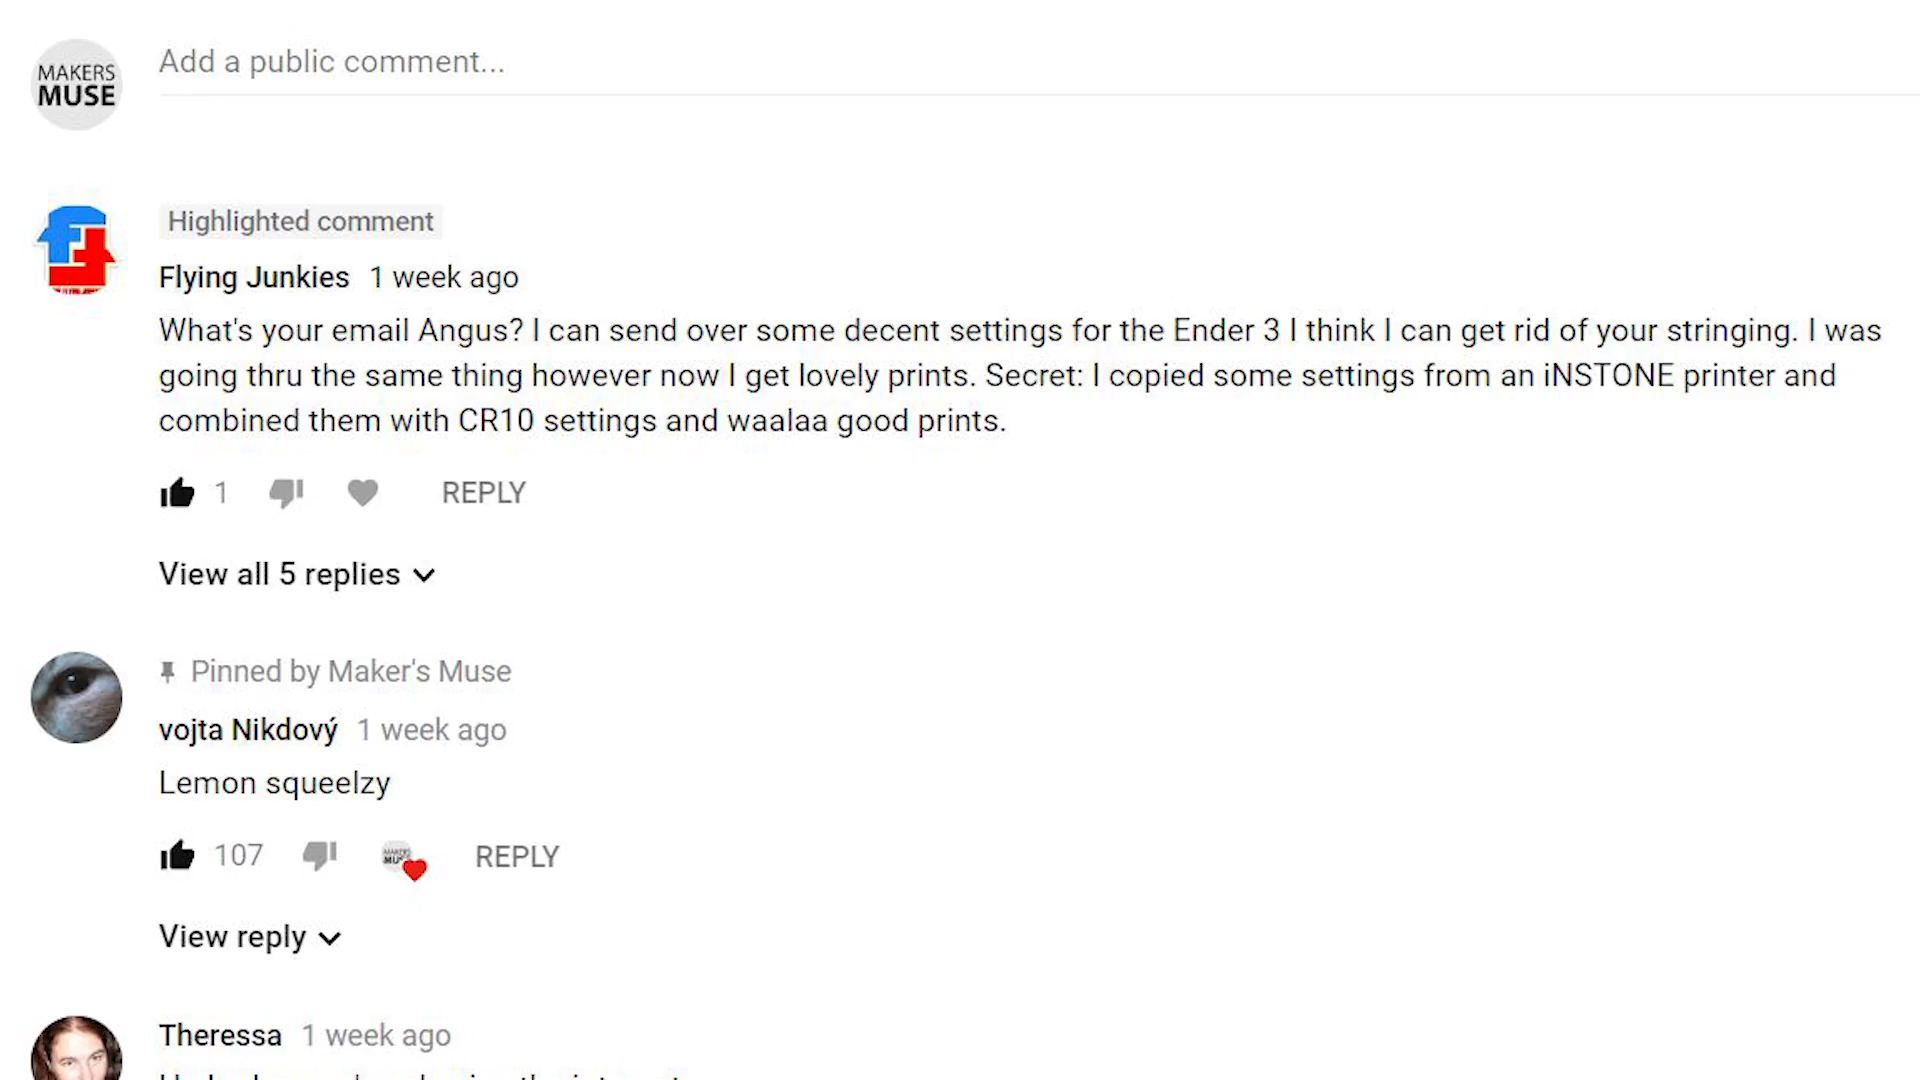 MAKERS
MUSE
Add a public comment...
Highlighted comment
Flying Junkies 1 week ago
What's your email Angus? I can send over some decent settings for the Ender 3 I think I can get rid of your stringing. I was
going thru the same thing however now I get lovely prints. Secret: I copied some settings from an iNSTONE printer and
combined them with CR10 settings and waalaa good prints.
1 REPLY
View all 5 replies
Pinned by Maker's Muse
vojta Nikdový 1 week ago
Lemon squeelzy
107 MAKERS MUSE REPLY
View reply
Theressa 1 week ago